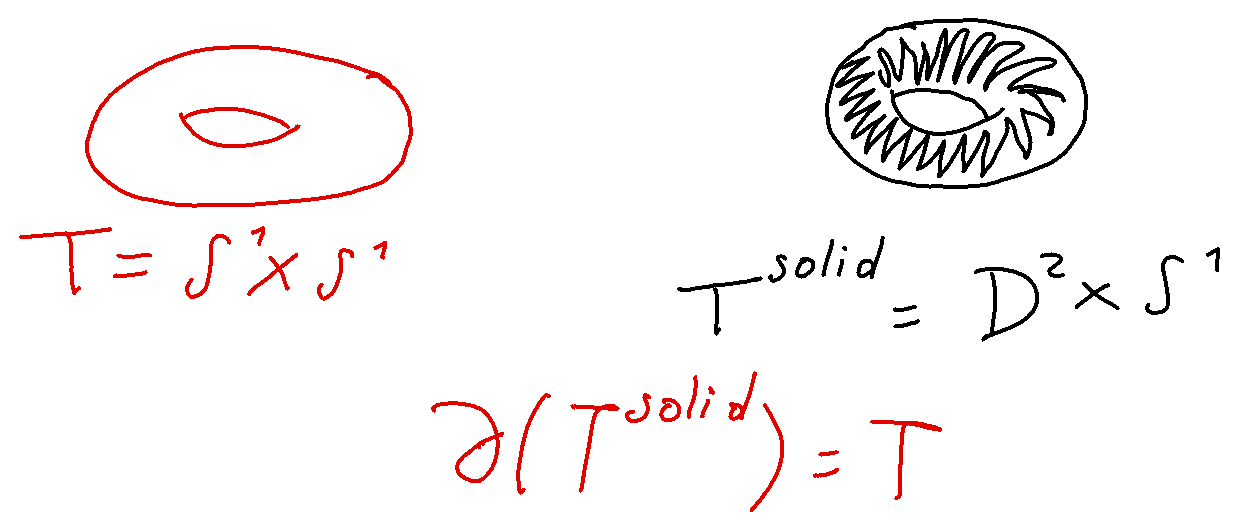 T = S¹ × S¹
T^solid = D² × S¹
∂(T^solid) = T